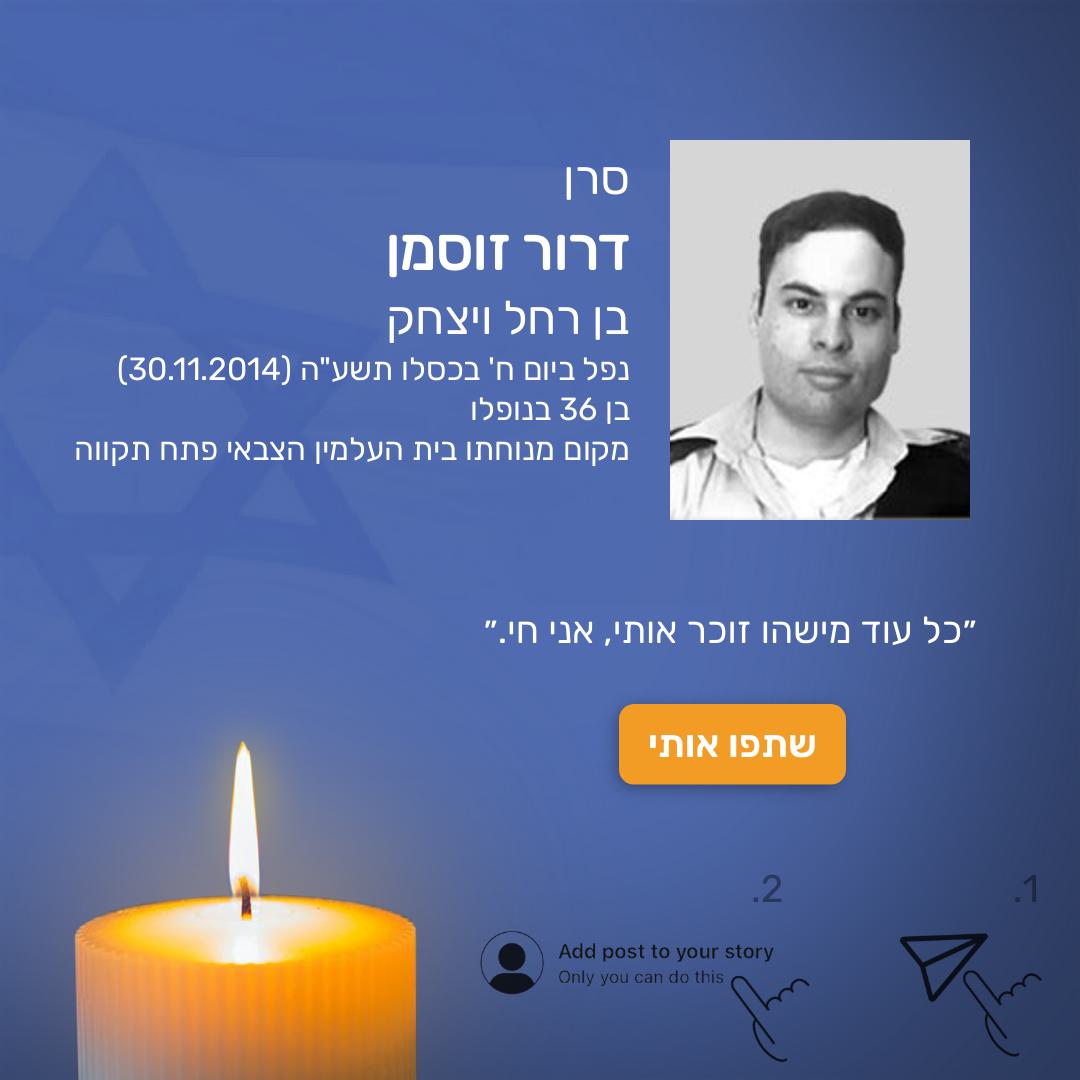 סרן
דרור זוסמן
בן רחל ויצחק
נפל ביום ח' בכסלו תשע"ה (30.11.2014)
בן 36 בנופלו
מקום מנוחתו בית העלמין הצבאי פתח תקווה
״כל עוד מישהו זוכר אותי, אני חי.״
שתפו אותי
.1
.2
Add post to your story
Only you can do this